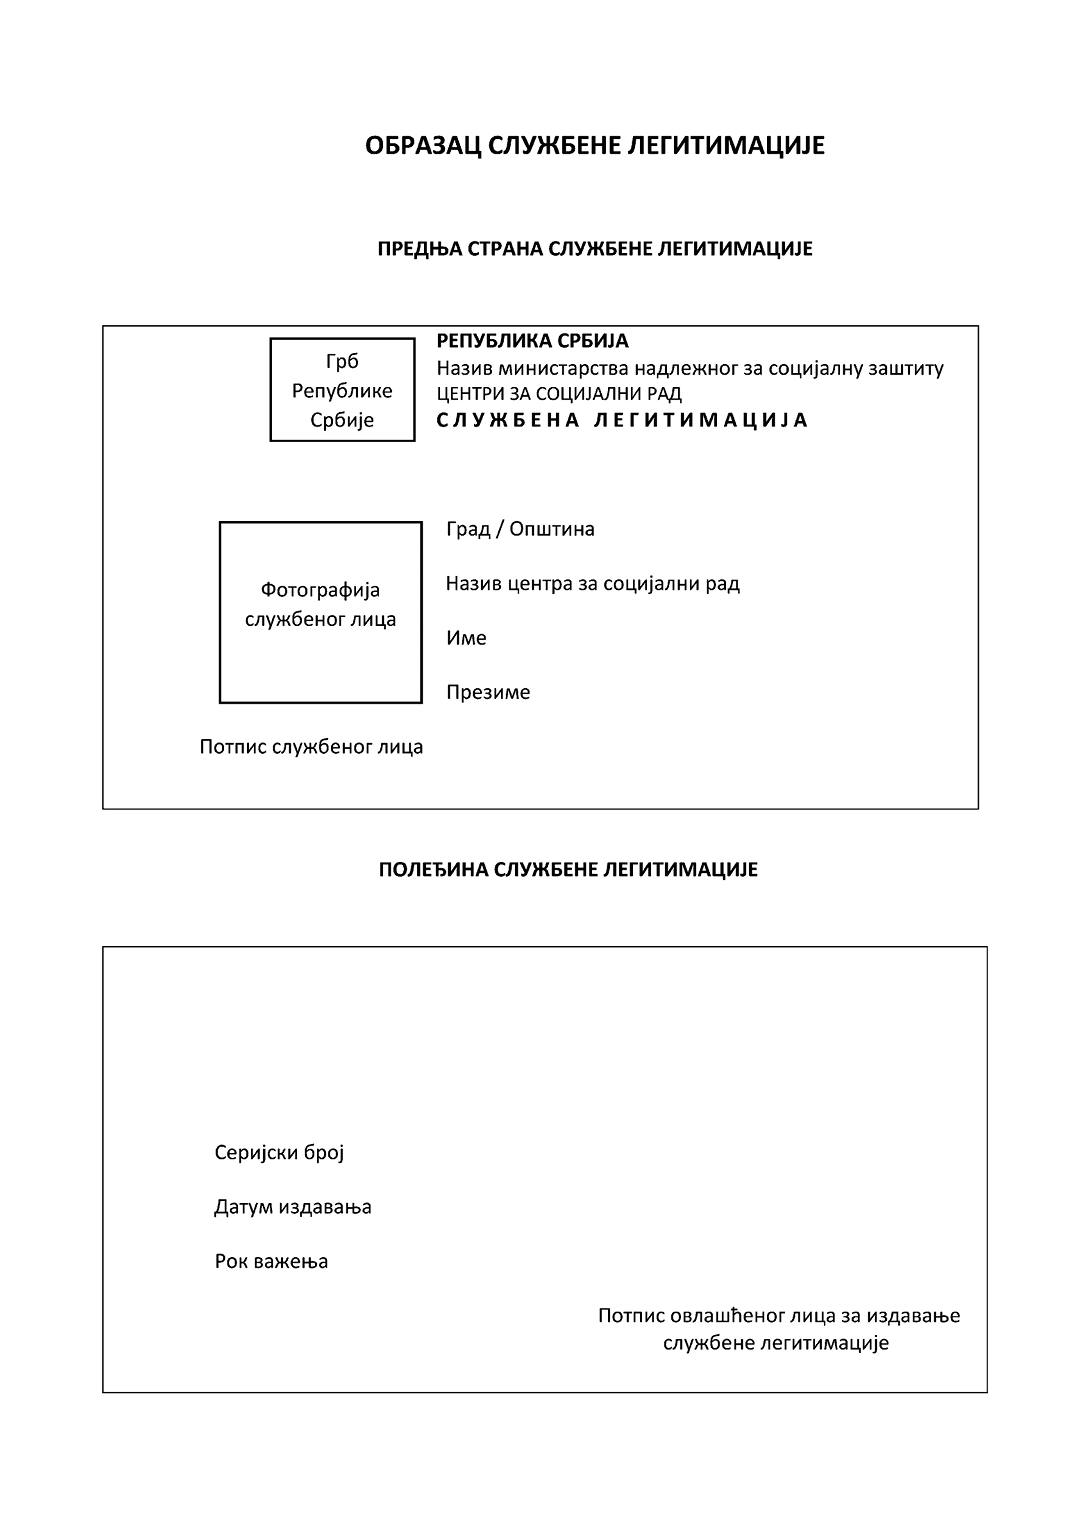 ОБРАЗАЦ СЛУЖБЕНЕ ЛЕГИТИМАЦИЈЕ
ПРЕДЊА СТРАНА СЛУЖБЕНЕ ЛЕГИТИМАЦИЈЕ
Грб
Републике
Србије
РЕПУБЛИКА СРБИЈА
Назив министарства надлежног за социјалну заштиту
ЦЕНТРИ ЗА СОЦИЈАЛНИ РАД
С Л У Ж Б Е Н А Л Е Г И Т И М А Ц И Ј А
Фотографија
службеног лица
Град / Општина
Назив центра за социјални рад
Име
Презиме
Потпис службеног лица
ПОЛЕЂИНА СЛУЖБЕНЕ ЛЕГИТИМАЦИЈЕ
Серијски број
Датум издавања
Рок важења
Потпис овлашћеног лица за издавање
службене легитимације